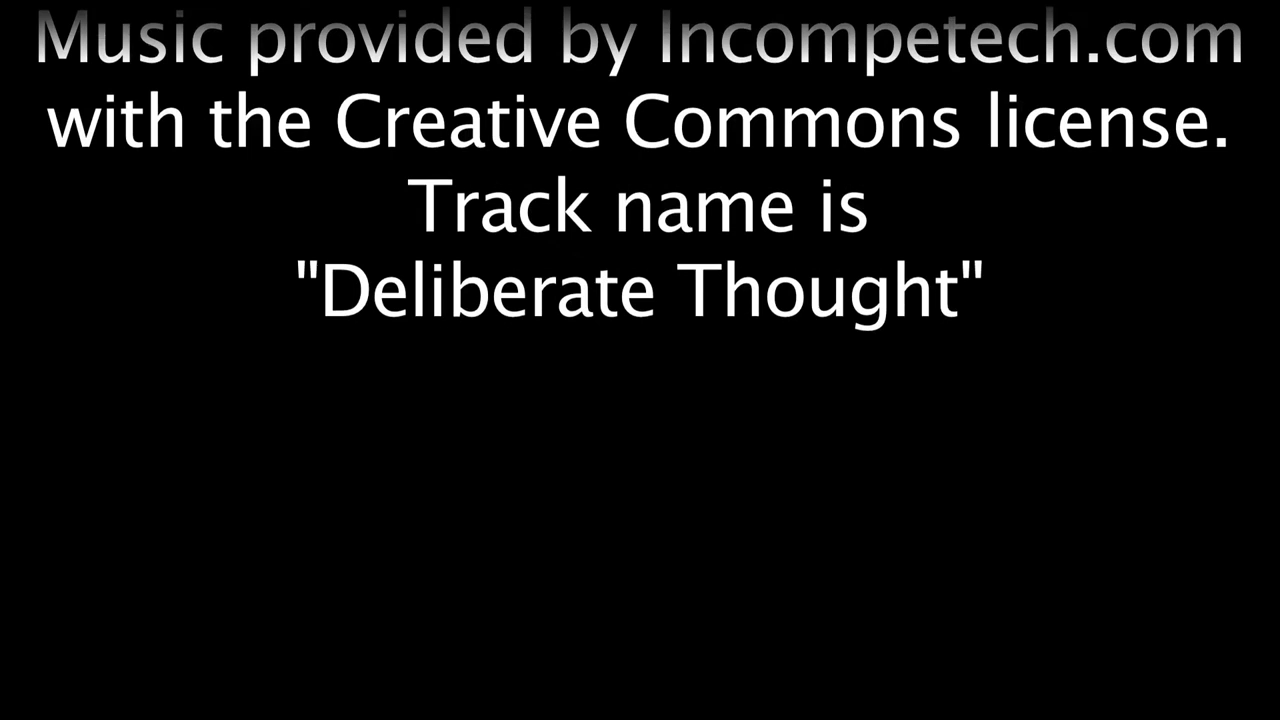 Music provided by Incompetech.com
with the Creative Commons license.
Track name is
"Deliberate Thought"